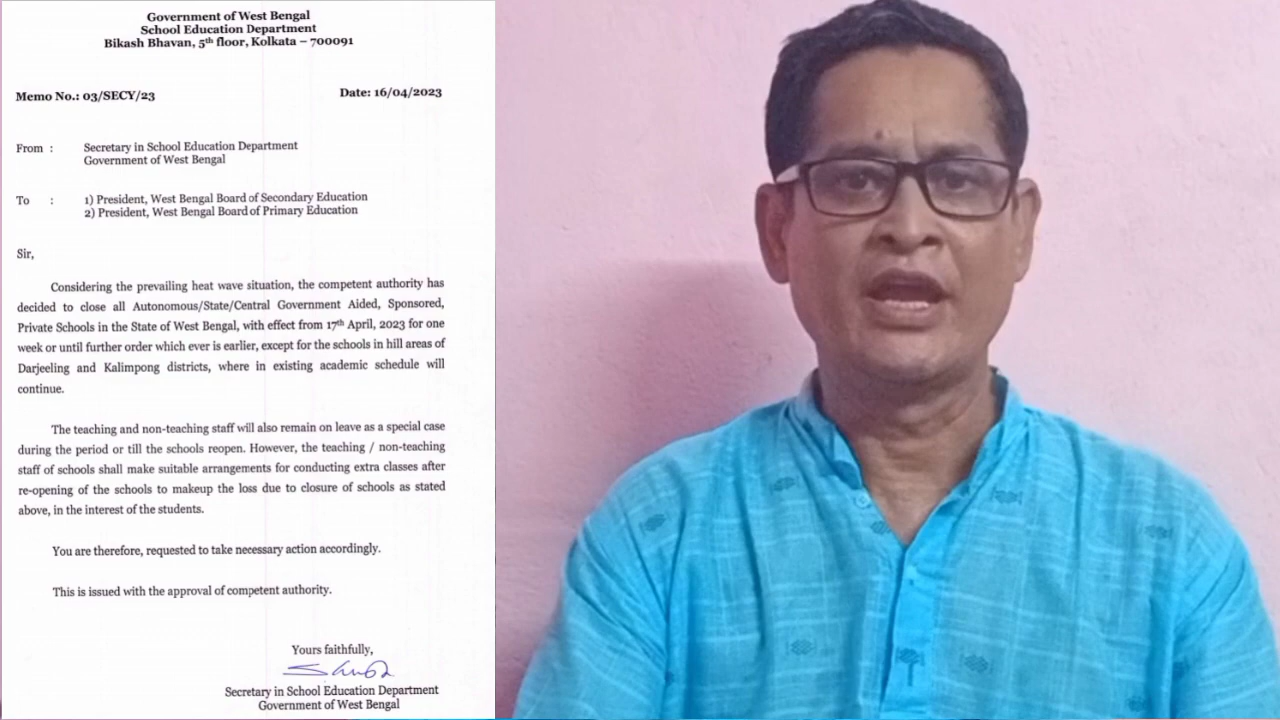 Government of West Bengal
School Education Department
Bikash Bhavan, 5th floor, Kolkata – 700091
Memo No.: 03/SECY/23
Date: 16/04/2023
From : Secretary in School Education Department
Government of West Bengal
To : 1) President, West Bengal Board of Secondary Education
2) President, West Bengal Board of Primary Education
Sir,
Considering the prevailing heat wave situation, the competent authority has
decided to close all Autonomous/State/Central Government Aided, Sponsored,
Private Schools in the State of West Bengal, with effect from 17th April, 2023 for one
week or until further order which ever is earlier, except for the schools in hill areas of
Darjeeling and Kalimpong districts, where in existing academic schedule will
continue.
The teaching and non-teaching staff will also remain on leave as a special case
during the period or till the schools reopen. However, the teaching / non-teaching
staff of schools shall make suitable arrangements for conducting extra classes after
re-opening of the schools to makeup the loss due to closure of schools as stated
above, in the interest of the students.
You are therefore, requested to take necessary action accordingly.
This is issued with the approval of competent authority.
Yours faithfully,
Secretary in School Education Department
Government of West Bengal